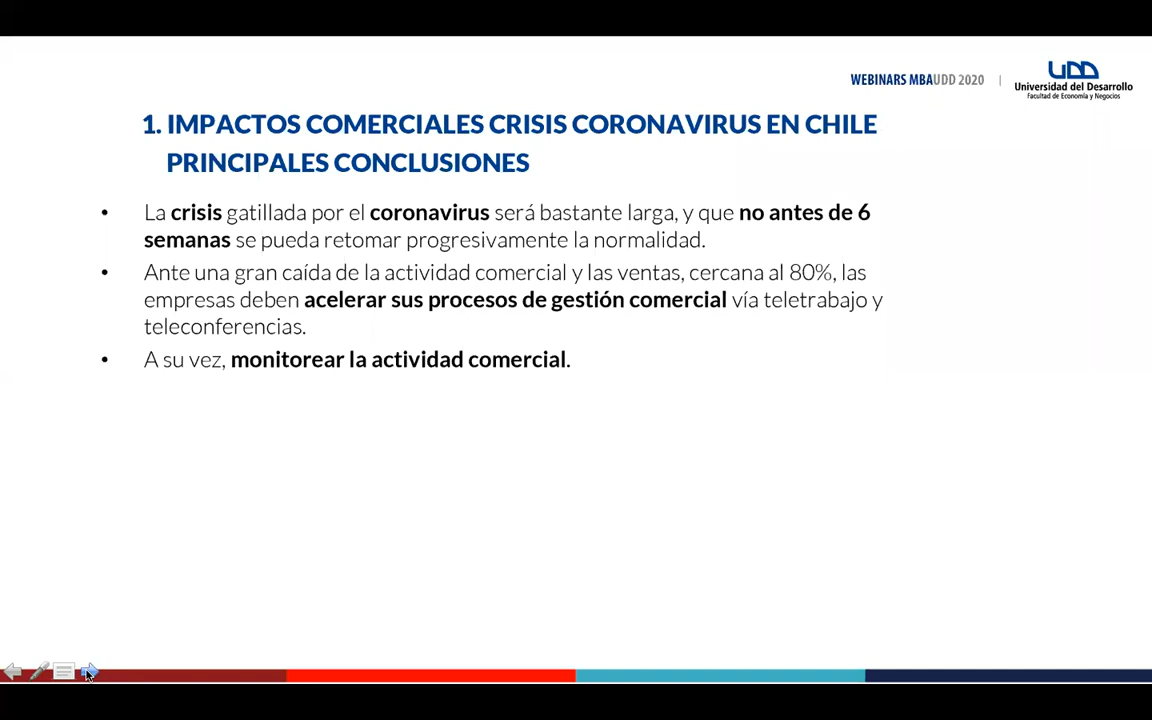 WEBINARS MBAUDD 2020 |
UDD
Universidad del Desarrollo
Facultad de Economía y Negocios
1. IMPACTOS COMERCIALES CRISIS CORONAVIRUS EN CHILE
PRINCIPALES CONCLUSIONES
• La crisis gatillada por el coronavirus será bastante larga, y que no antes de 6
semanas se pueda retomar progresivamente la normalidad.
• Ante una gran caída de la actividad comercial y las ventas, cercana al 80%, las
empresas deben acelerar sus procesos de gestión comercial vía teletrabajo y
teleconferencias.
• A su vez, monitorear la actividad comercial.